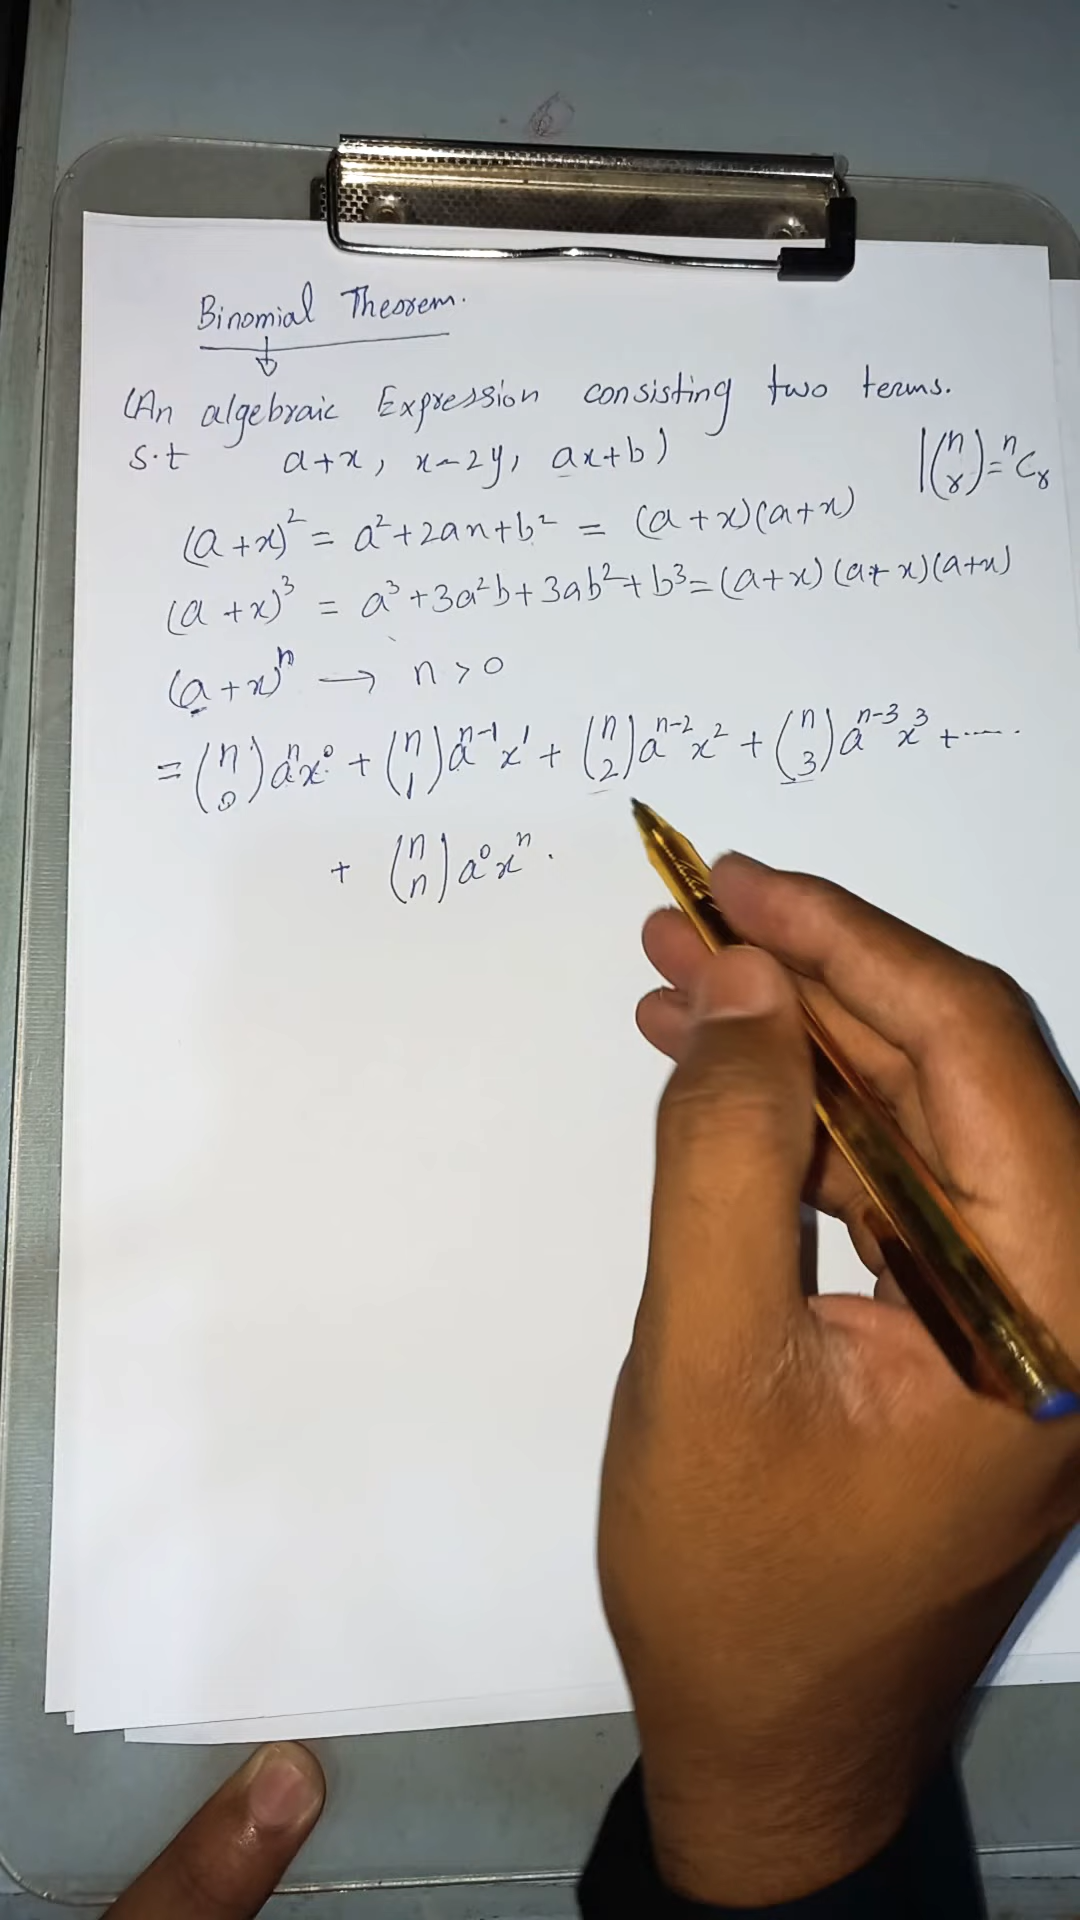 Binomial Theorem.
(An algebraic Expression consisting two terms.
s.t a+x, x-2y, ax+b)
|(n r) = ⁿCᵣ
(a+x)² = a²+2an+b² = (a+x)(a+x)
(a+x)³ = a³+3a²b+3ab²+b³=(a+x)(a+x)(a+x)
(a+x)ⁿ → n>0
= (n 0)aⁿx⁰ + (n 1)aⁿ⁻¹x¹ + (n 2)aⁿ⁻²x² + (n 3)aⁿ⁻³x³ + .....
+ (n n)a⁰xⁿ.